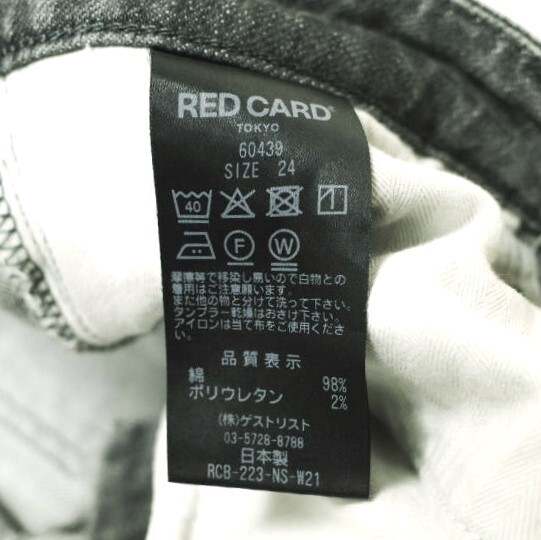 RED CARD®
TOKYO
60439
SIZE 24
40
F W
摩擦等で移染し易いので白物との
着用はご注意ください。
また他の物と分けて洗って下さい。
タンブラー乾燥はおさけ下さい。
アイロンは当て布をご使用くださ
い。
品質表示
綿 98%
ポリウレタン 2%
(株)ゲストリスト
03-5728-8788
日本製
RCB-223-NS-W21